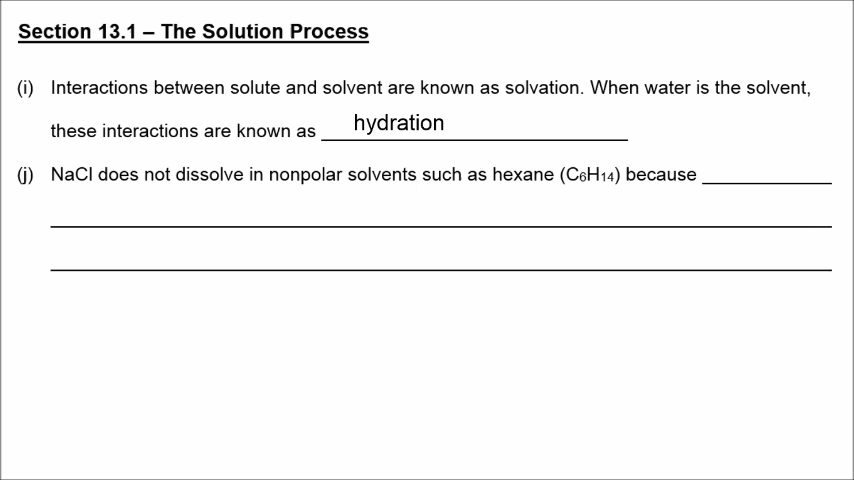 Section 13.1 – The Solution Process
(i) Interactions between solute and solvent are known as solvation. When water is the solvent,
these interactions are known as hydration
(j) NaCl does not dissolve in nonpolar solvents such as hexane (C₆H₁₄) because